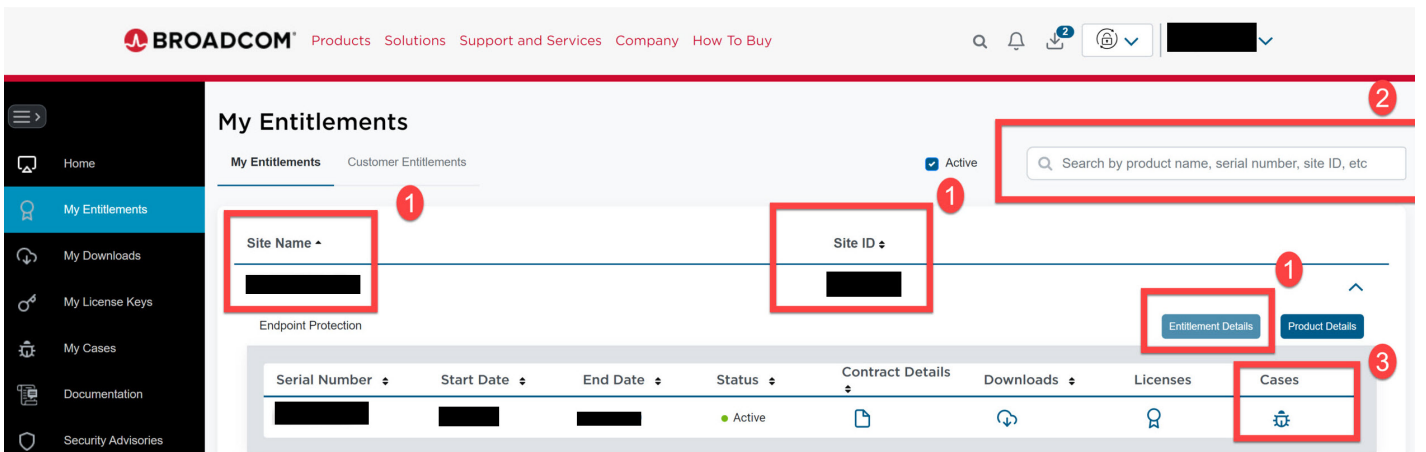 BROADCOM® Products Solutions Support and Services Company How To Buy 2
2
My Entitlements
Home
My Entitlements Customer Entitlements Active Search by product name, serial number, site ID, etc
My Entitlements
1 1
Site Name Site ID
My Downloads
1
My License Keys
Endpoint Protection Entitlement Details Product Details
My Cases
3
Serial Number Start Date End Date Status Contract Details Downloads Licenses Cases
Documentation
Active
Security Advisories